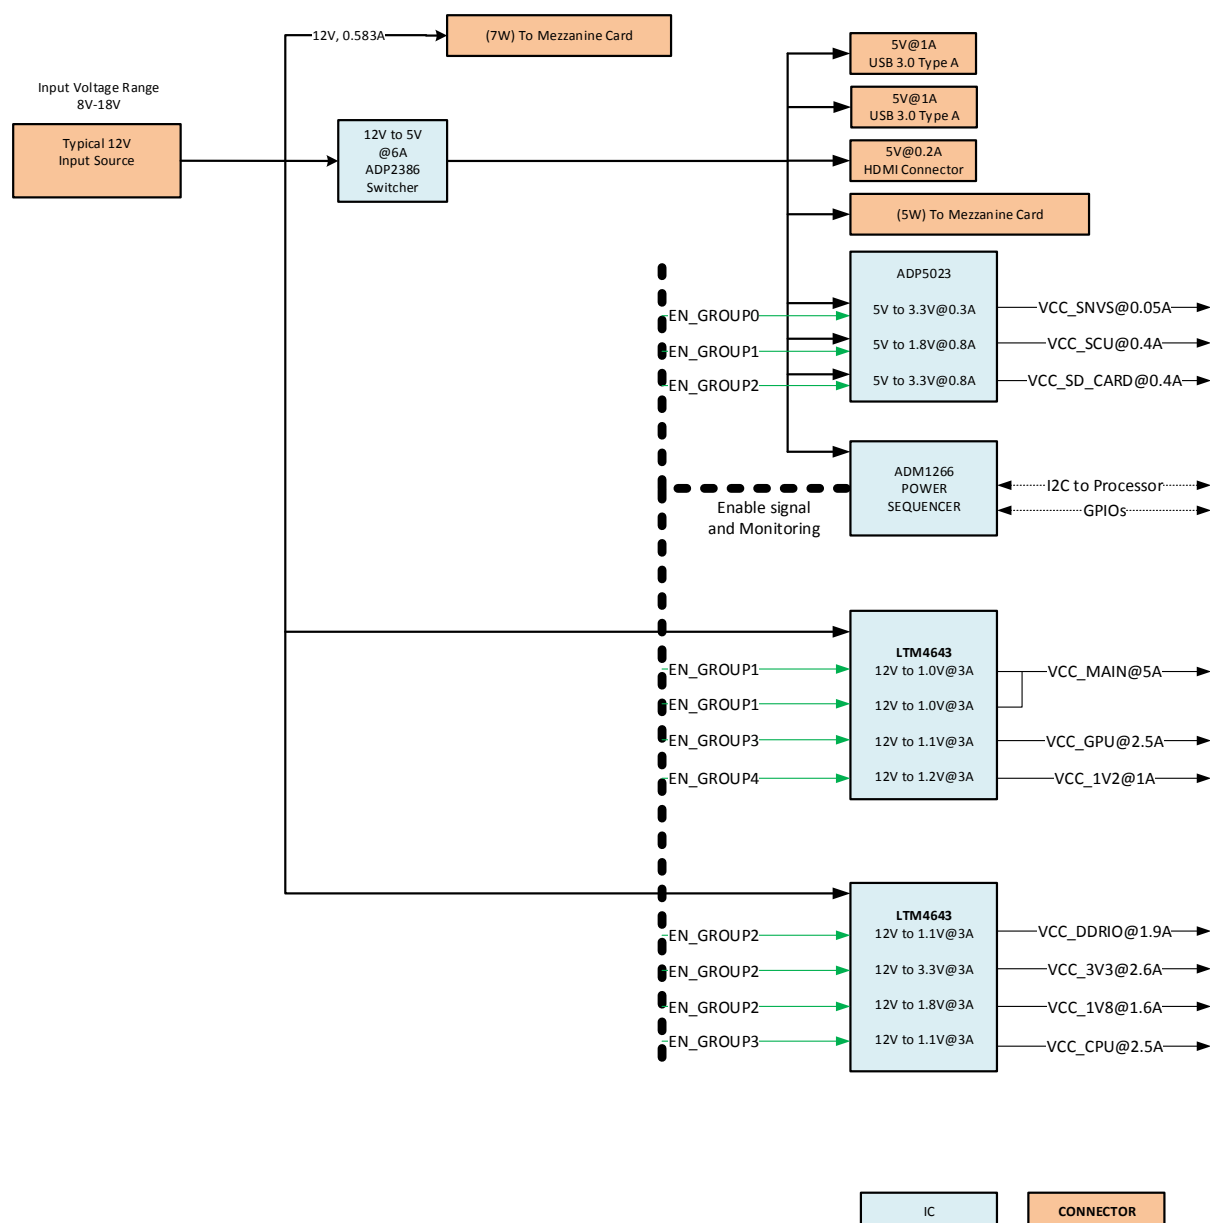 12V, 0.583A
(7W) To Mezzanine Card
Input Voltage Range
8V-18V
Typical 12V
Input Source
12V to 5V
@6A
ADP2386
Switcher
5V@1A
USB 3.0 Type A
5V@1A
USB 3.0 Type A
5V@0.2A
HDMI Connector
(5W) To Mezzanine Card
ADP5023
EN_GROUP0
5V to 3.3V@0.3A
VCC_SNVS@0.05A
EN_GROUP1
5V to 1.8V@0.8A
VCC_SCU@0.4A
EN_GROUP2
5V to 3.3V@0.8A
VCC_SD_CARD@0.4A
ADM1266
POWER
SEQUENCER
Enable signal
and Monitoring
I2C to Processor
GPIOs
LTM4643
EN_GROUP1
12V to 1.0V@3A
VCC_MAIN@5A
EN_GROUP1
12V to 1.0V@3A
EN_GROUP3
12V to 1.1V@3A
VCC_GPU@2.5A
EN_GROUP4
12V to 1.2V@3A
VCC_1V2@1A
LTM4643
EN_GROUP2
12V to 1.1V@3A
VCC_DDRIO@1.9A
EN_GROUP2
12V to 3.3V@3A
VCC_3V3@2.6A
EN_GROUP2
12V to 1.8V@3A
VCC_1V8@1.6A
EN_GROUP3
12V to 1.1V@3A
VCC_CPU@2.5A
IC
CONNECTOR